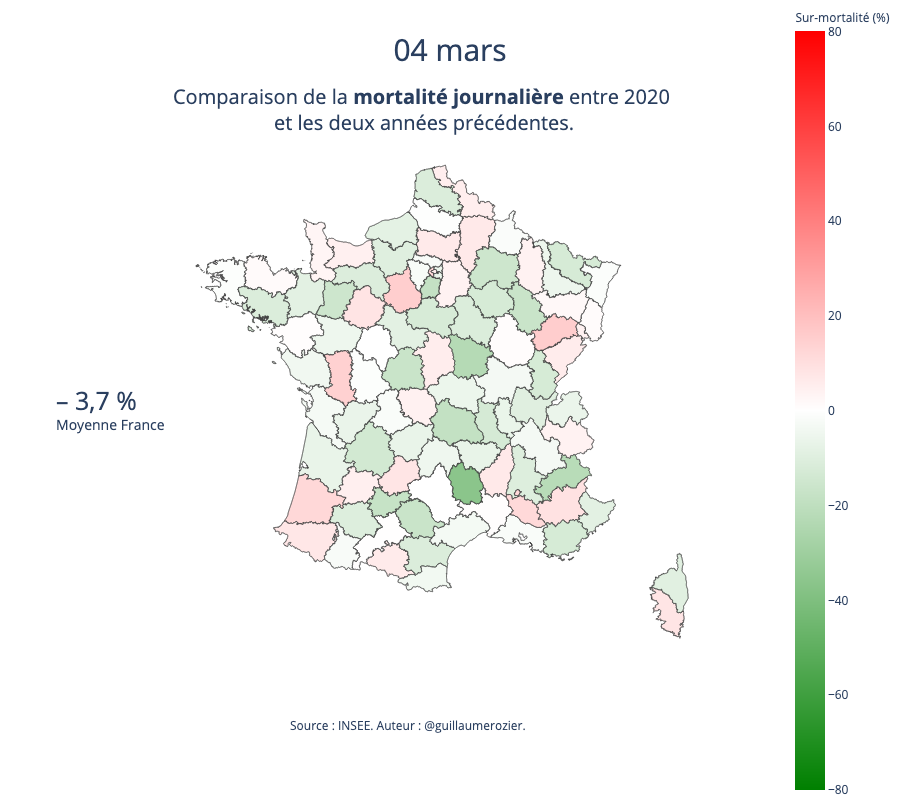 Sur-mortalité (%)
04 mars
Comparaison de la mortalité journalière entre 2020
et les deux années précédentes.
80
60
40
20
0
−20
−40
−60
−80
– 3,7 %
Moyenne France
Source : INSEE. Auteur : @guillaumerozier.